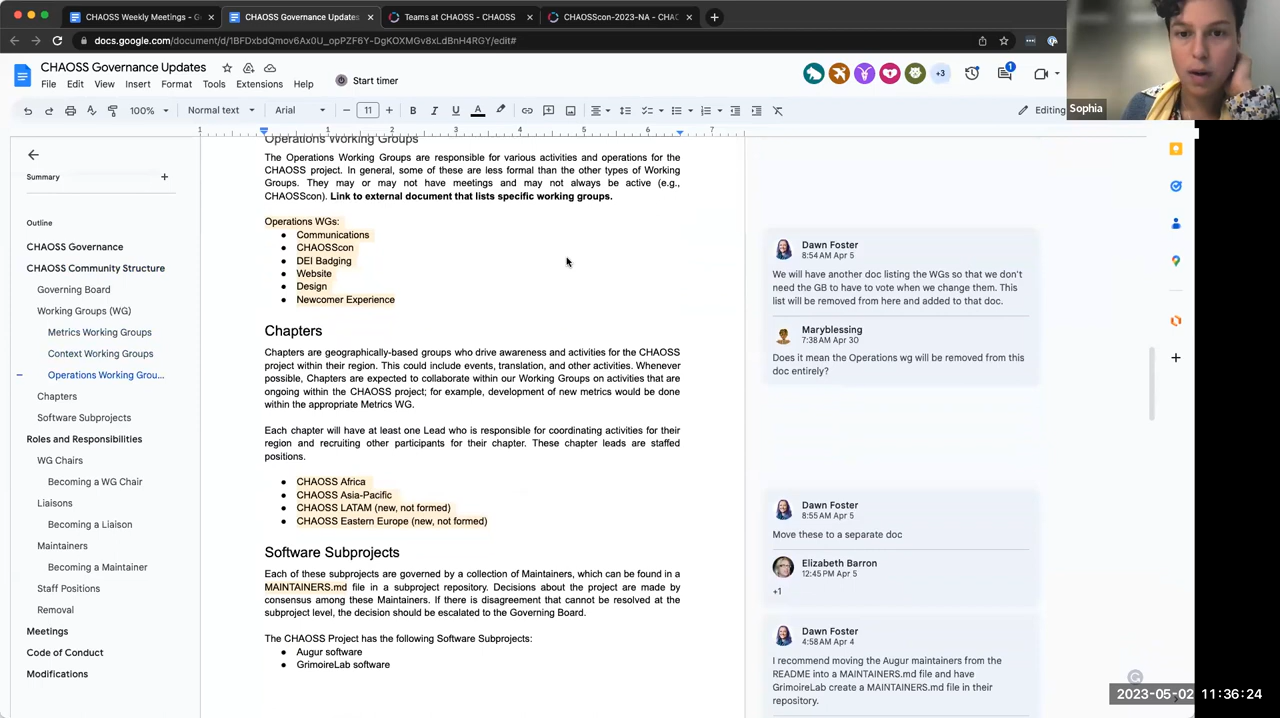 CHAOSS Weekly Meetings - G
CHAOSS Governance Updates
Teams at CHAOSS - CHAOSS
CHAOSScon-2023-NA - CHAOSS
docs.google.com/document/d/1BFDxbdQmov6Ax0U_opPZF6Y-DgKOXMGv8xLdBnH4RGY/edit#
CHAOSS Governance Updates
File Edit View Insert Format Tools Extensions Help
Start timer
+3
1
Sophia
100% Normal text Arial 11 B I U A
Editing
1 1 2 3 4 5 6 7
Summary
Outline
CHAOSS Governance
CHAOSS Community Structure
Governing Board
Working Groups (WG)
Metrics Working Groups
Context Working Groups
Operations Working Grou...
Chapters
Software Subprojects
Roles and Responsibilities
WG Chairs
Becoming a WG Chair
Liaisons
Becoming a Liaison
Maintainers
Becoming a Maintainer
Staff Positions
Removal
Meetings
Code of Conduct
Modifications
Operations Working Groups
The Operations Working Groups are responsible for various activities and operations for the
CHAOSS project. In general, some of these are less formal than the other types of Working
Groups. They may or may not have meetings and may not always be active (e.g.,
CHAOSScon). Link to external document that lists specific working groups.
Operations WGs:
● Communications
● CHAOSScon
● DEI Badging
● Website
● Design
● Newcomer Experience
Chapters
Chapters are geographically-based groups who drive awareness and activities for the CHAOSS
project within their region. This could include events, translation, and other activities. Whenever
possible, Chapters are expected to collaborate within our Working Groups on activities that are
ongoing within the CHAOSS project; for example, development of new metrics would be done
within the appropriate Metrics WG.
Each chapter will have at least one Lead who is responsible for coordinating activities for their
region and recruiting other participants for their chapter. These chapter leads are staffed
positions.
● CHAOSS Africa
● CHAOSS Asia-Pacific
● CHAOSS LATAM (new, not formed)
● CHAOSS Eastern Europe (new, not formed)
Software Subprojects
Each of these subprojects are governed by a collection of Maintainers, which can be found in a
MAINTAINERS.md file in a subproject repository. Decisions about the project are made by
consensus among these Maintainers. If there is disagreement that cannot be resolved at the
subproject level, the decision should be escalated to the Governing Board.
The CHAOSS Project has the following Software Subprojects:
● Augur software
● GrimoireLab software
Dawn Foster
8:54 AM Apr 5
We will have another doc listing the WGs so that we don't
need the GB to have to vote when we change them. This
list will be removed from here and added to that doc.
Maryblessing
7:38 AM Apr 30
Does it mean the Operations wg will be removed from this
doc entirely?
Dawn Foster
8:55 AM Apr 5
Move these to a separate doc
Elizabeth Barron
12:45 PM Apr 5
+1
Dawn Foster
4:58 AM Apr 4
I recommend moving the Augur maintainers from the
README into a MAINTAINERS.md file and have
GrimoireLab create a MAINTAINERS.md file in their
repository.
2023-05-02 11:36:24